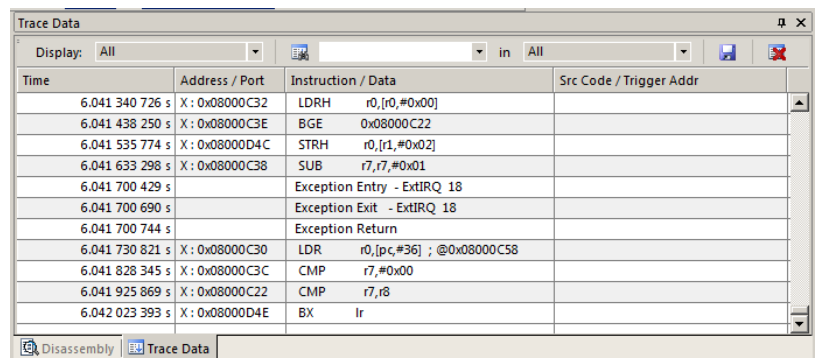 Trace Data
Display: All in All
Time Address / Port Instruction / Data Src Code / Trigger Addr
6.041 340 726 s X : 0x08000C32 LDRH r0,[r0,#0x00]
6.041 438 250 s X : 0x08000C3E BGE 0x08000C22
6.041 535 774 s X : 0x08000D4C STRH r0,[r1,#0x02]
6.041 633 298 s X : 0x08000C38 SUB r7,r7,#0x01
6.041 700 429 s Exception Entry - ExtIRQ 18
6.041 700 690 s Exception Exit - ExtIRQ 18
6.041 700 744 s Exception Return
6.041 730 821 s X : 0x08000C30 LDR r0,[pc,#36] ; @0x08000C58
6.041 828 345 s X : 0x08000C3C CMP r7,#0x00
6.041 925 869 s X : 0x08000C22 CMP r7,r8
6.042 023 393 s X : 0x08000D4E BX lr
Disassembly Trace Data